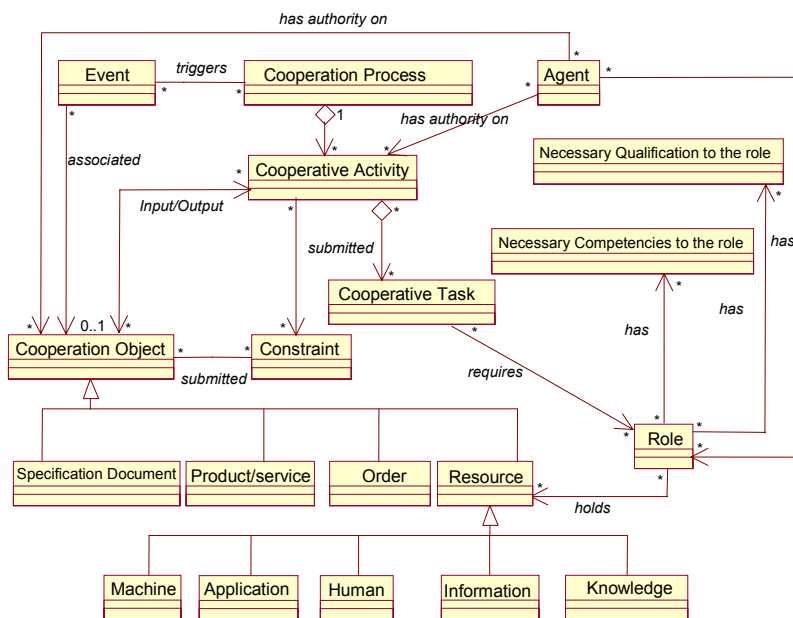 has authority on
*
Event
triggers
*
*
Cooperation Process
Agent
*
*
1
has authority on
*
associated
*
*
Cooperative Activity
Necessary Qualification to the role
*
Input/Output
*
*
submitted
*
has
Necessary Competencies to the role
*
Cooperative Task
has
*
*
0..1
*
*
Cooperation Object
*
submitted
*
Constraint
*
has
requires
*
*
*
*
Role
*
Specification Document
Product/service
Order
Resource
*
holds
*
Machine
Application
Human
Information
Knowledge